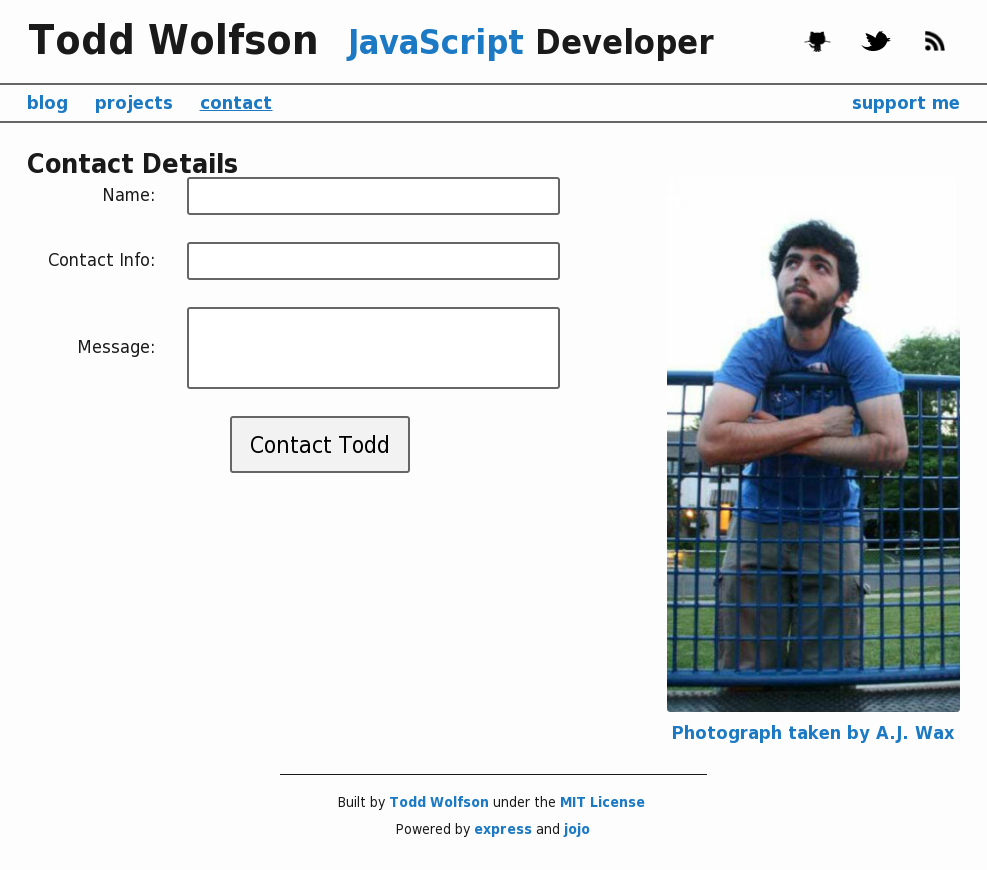 Todd Wolfson JavaScript Developer
blog projects contact support me
Contact Details
Name:
Contact Info:
Message:
Contact Todd
Photograph taken by A.J. Wax
Built by Todd Wolfson under the MIT License
Powered by express and jojo